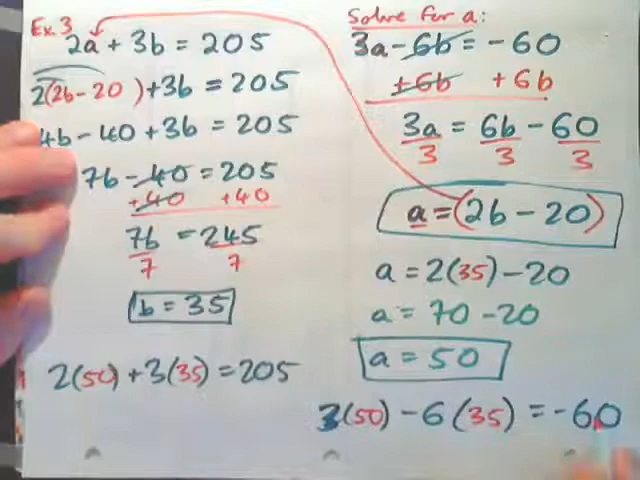 Ex. 3
2a + 3b = 205
2(2b - 20) + 3b = 205
4b - 40 + 3b = 205
7b - 40 = 205
+40 +40
7b = 245
7 7
b = 35
2(50) + 3(35) = 205
Solve for a:
3a - 6b = -60
+6b +6b
3a = 6b - 60
3 3 3
a = (2b - 20)
a = 2(35) - 20
a = 70 - 20
a = 50
3(50) - 6(35) = -60